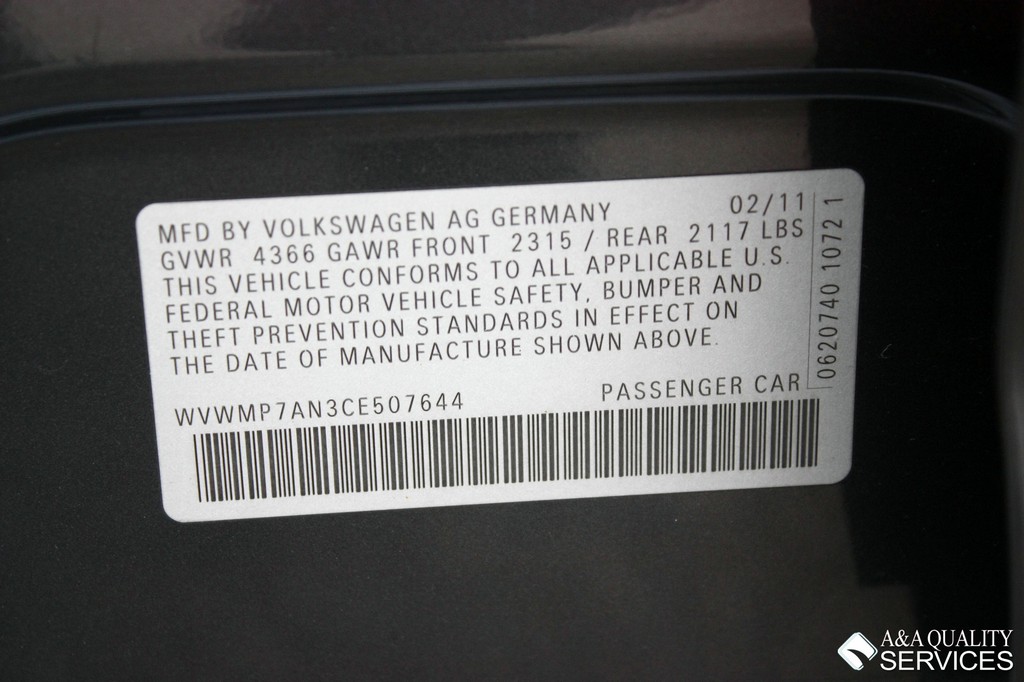 MFD BY VOLKSWAGEN AG GERMANY 02/11
GVWR 4366 GAWR FRONT 2315 / REAR 2117 LBS
THIS VEHICLE CONFORMS TO ALL APPLICABLE U.S.
FEDERAL MOTOR VEHICLE SAFETY, BUMPER AND
THEFT PREVENTION STANDARDS IN EFFECT ON
THE DATE OF MANUFACTURE SHOWN ABOVE.
WVWMP7AN3CE507644 PASSENGER CAR
0620740 1072 1
A&A QUALITY
SERVICES